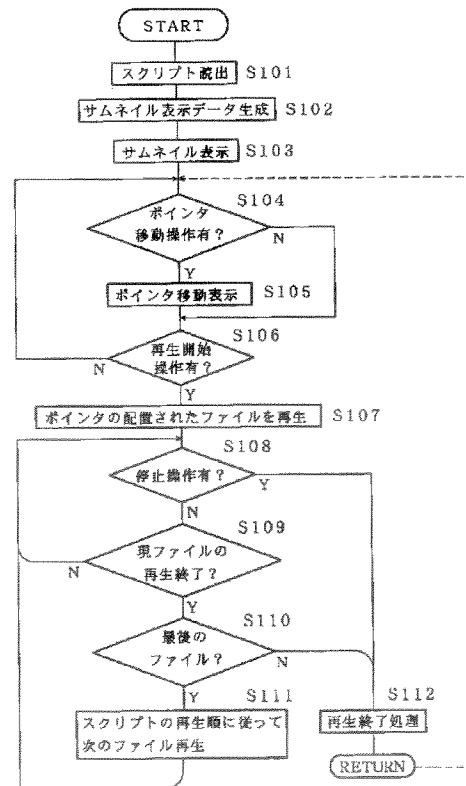 START
スクリプト読出 S101
サムネイル表示データ生成 S102
サムネイル表示 S103
S104
ポインタ
移動操作有？ N
Y
ポインタ移動表示 S105
S106
再生開始
操作有？
N
Y
ポインタの配置されたファイルを再生 S107
S108
停止操作有？ Y
N
S109
現ファイルの
再生終了？
N
Y
S110
最後の
ファイル？ N
Y
S111
スクリプトの再生順に従って
次のファイル再生
S112
再生終了処理
RETURN